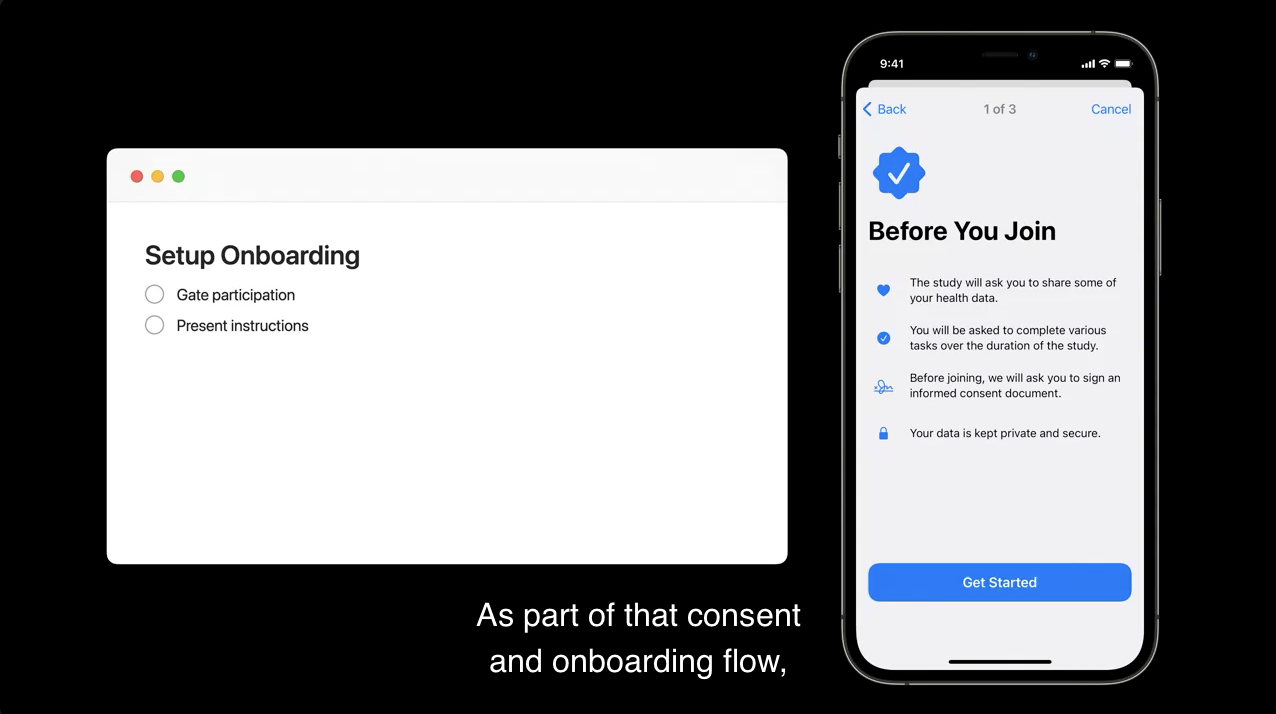 Setup Onboarding
Gate participation
Present instructions
9:41
Back
1 of 3
Cancel
Before You Join
The study will ask you to share some of
your health data.
You will be asked to complete various
tasks over the duration of the study.
Before joining, we will ask you to sign an
informed consent document.
Your data is kept private and secure.
Get Started
As part of that consent
and onboarding flow,